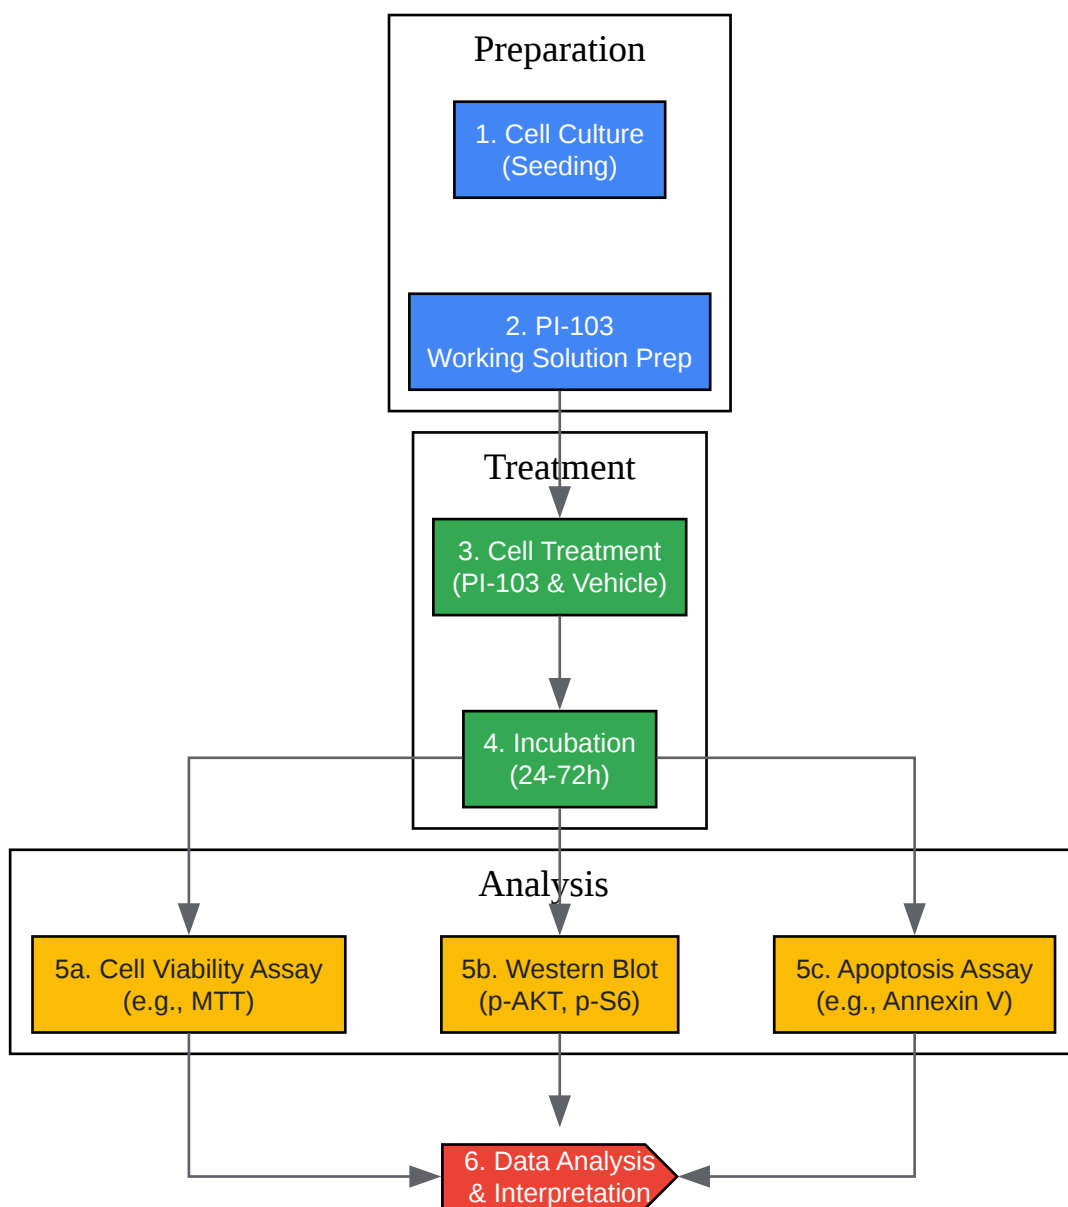 Preparation
1. Cell Culture
(Seeding)
2. PI-103
Working Solution Prep
Treatment
3. Cell Treatment
(PI-103 & Vehicle)
4. Incubation
(24-72h)
Analysis
5a. Cell Viability Assay
(e.g., MTT)
5b. Western Blot
(p-AKT, p-S6)
5c. Apoptosis Assay
(e.g., Annexin V)
6. Data Analysis
& Interpretation